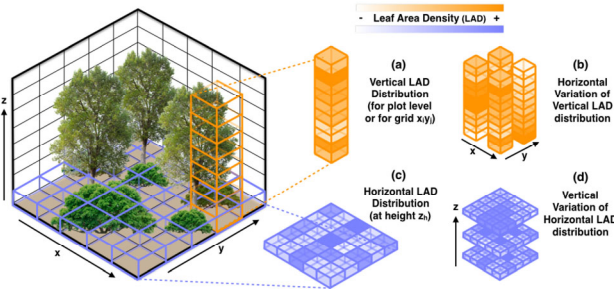 - Leaf Area Density (LAD) +
(a)
Vertical LAD
Distribution
(for plot level
or for grid xᵢyⱼ)
(b)
Horizontal
Variation of
Vertical LAD
distribution
x
y
(c)
Horizontal LAD
Distribution
(at height zₕ)
(d)
Vertical
Variation of
Horizontal LAD
distribution
z
z
x
y